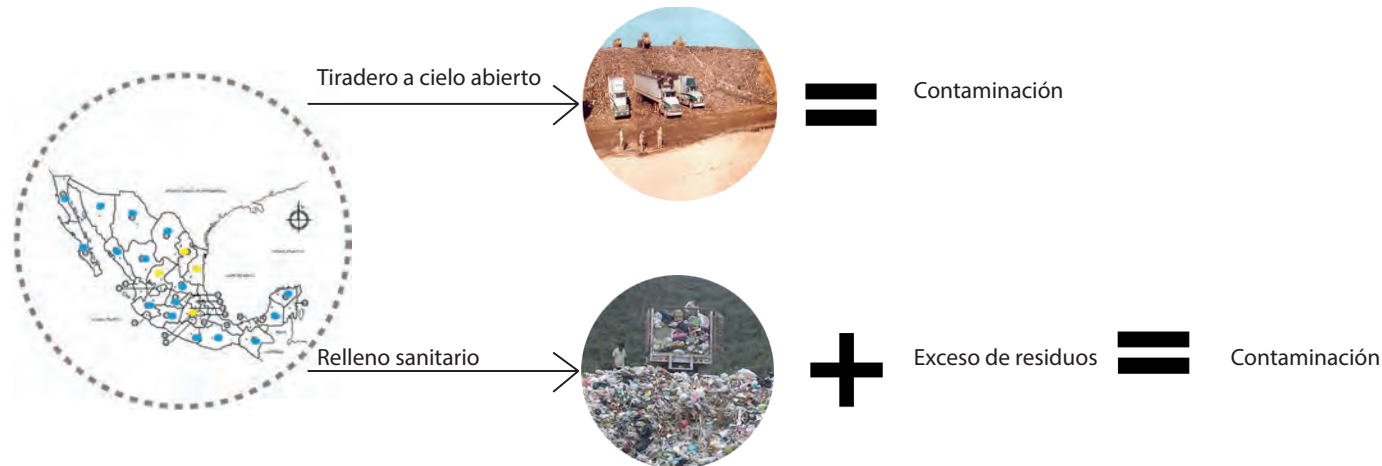 Tiradero a cielo abierto
Contaminación
Relleno sanitario
Exceso de residuos
Contaminación